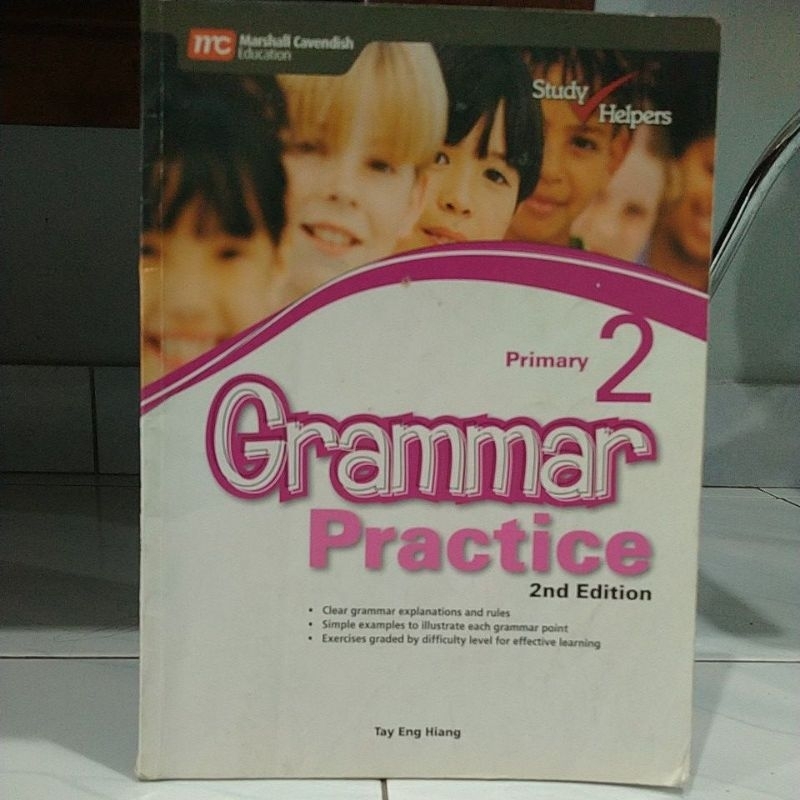 mc Marshall Cavendish
Education
Study
Helpers
Primary 2
Grammar
Practice
2nd Edition
• Clear grammar explanations and rules
• Simple examples to illustrate each grammar point
• Exercises graded by difficulty level for effective learning
Tay Eng Hiang